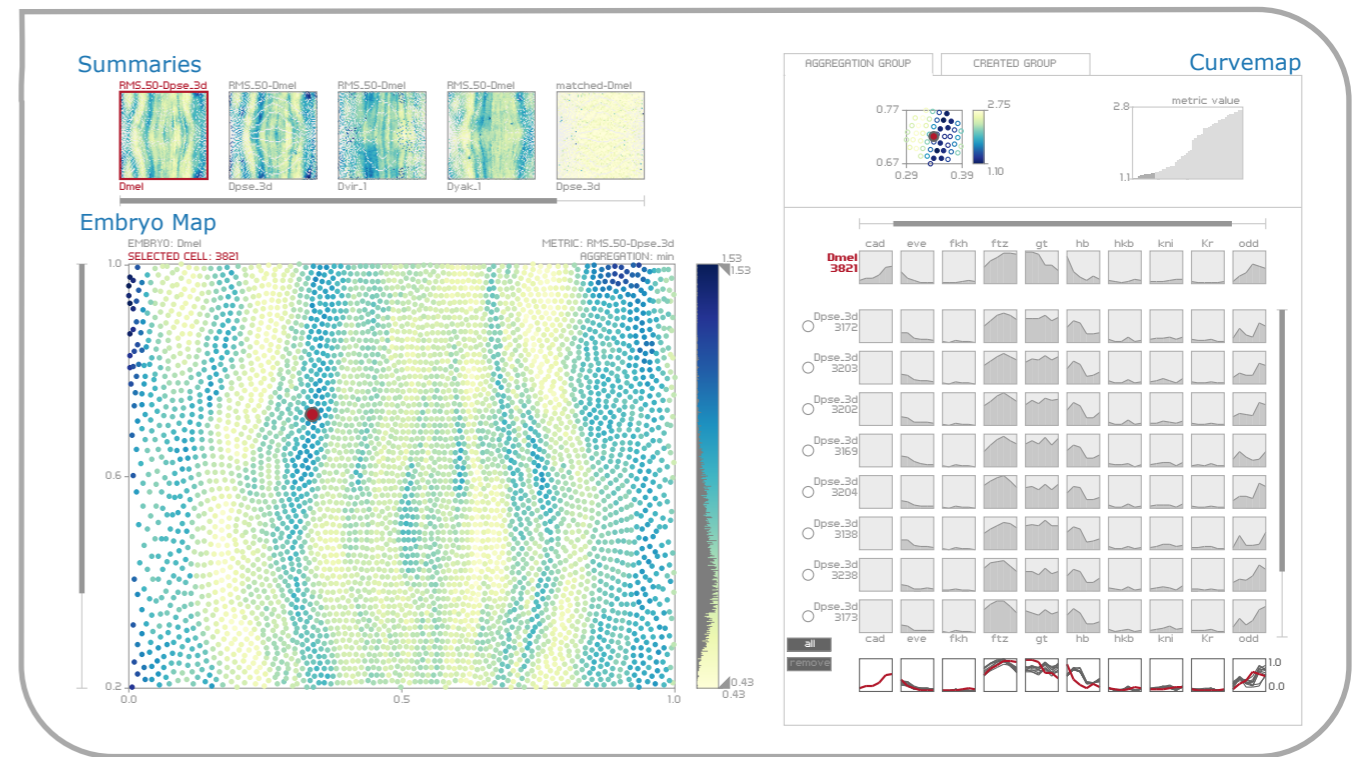 Summaries
RMS_50-Dpse_3d RMS_50-Dmel RMS_50-Dmel RMS_50-Dmel matched-Dmel
Dmel Dpse_3d Dvir_1 Dyak_1 Dpse_3d
Embryo Map
EMBRYO: Dmel METRIC: RMS_50-Dpse_3d
SELECTED CELL: 3821 AGGREGATION: min
1.0
0.6
0.2
0.0 0.5 1.0
1.53
1.53
0.43
0.43
AGGREGATION GROUP CREATED GROUP Curvemap
0.77
0.67
0.29 0.39
2.75
1.10
metric value
2.8
1.1
cad eve fkh ftz gt hb hkb kni Kr odd
Dmel
3821
Dpse_3d
3172
Dpse_3d
3203
Dpse_3d
3202
Dpse_3d
3169
Dpse_3d
3204
Dpse_3d
3138
Dpse_3d
3238
Dpse_3d
3173
cad eve fkh ftz gt hb hkb kni Kr odd
all
remove
1.0
0.0